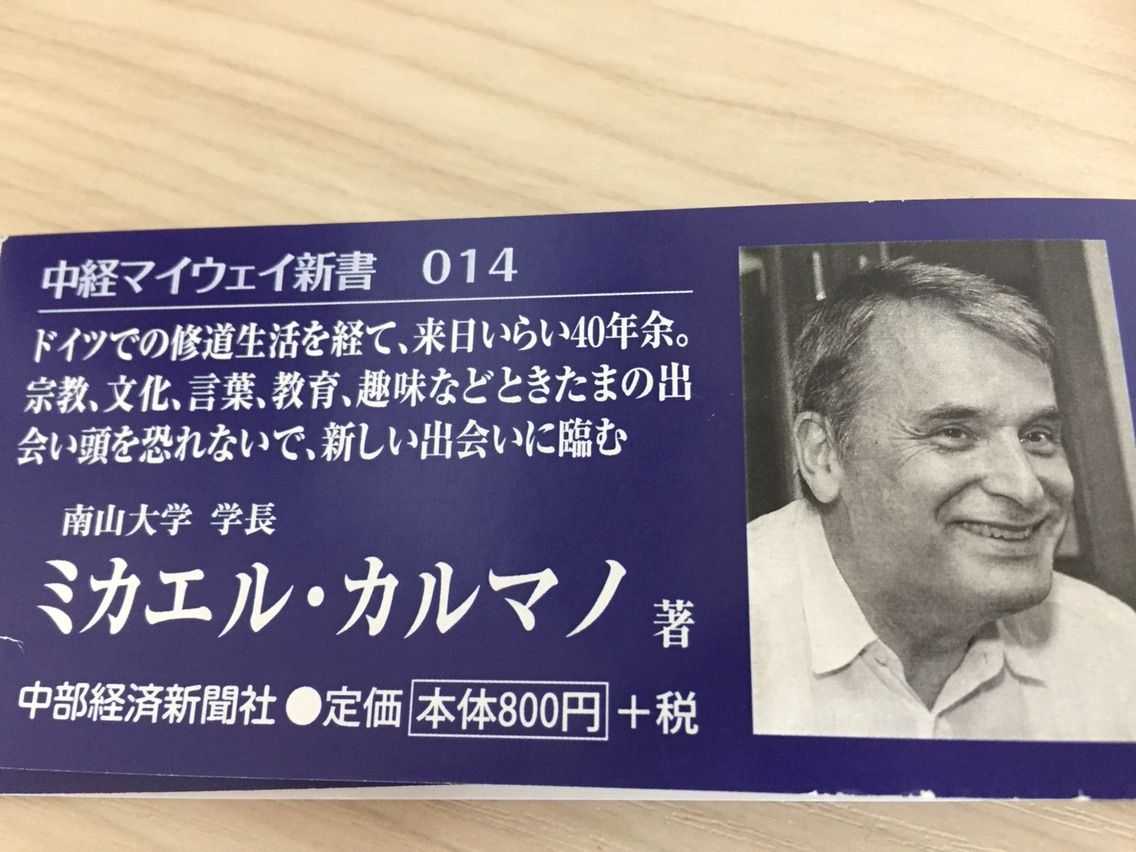 中経マイウェイ新書　014
ドイツでの修道生活を経て、来日いらい40年余。
宗教、文化、言葉、教育、趣味などときたまの出
会い頭を恐れないで、新しい出会いに臨む
南山大学 学長
ミカエル・カルマノ 著
中部経済新聞社●定価 本体800円 +税